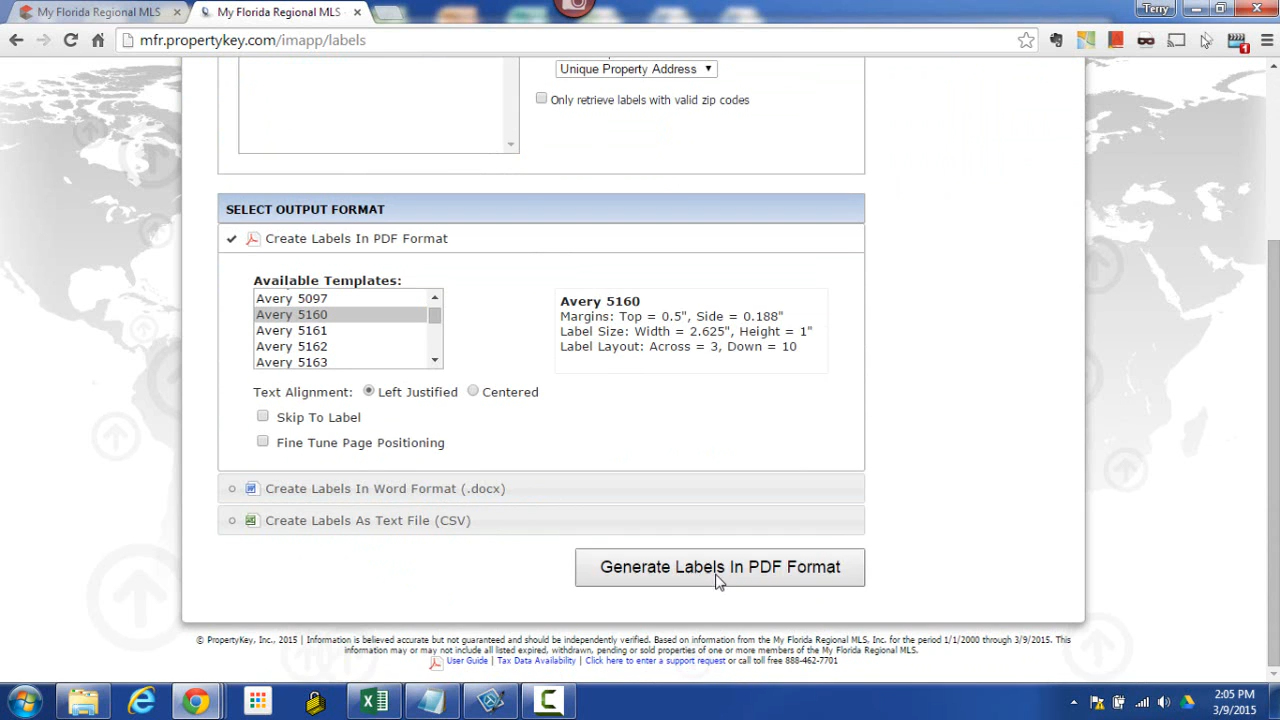 My Florida Regional MLS
My Florida Regional MLS
Terry
mfr.propertykey.com/imapp/labels
1
Unique Property Address
Only retrieve labels with valid zip codes
SELECT OUTPUT FORMAT
Create Labels In PDF Format
Available Templates:
Avery 5097
Avery 5160
Avery 5161
Avery 5162
Avery 5163
Avery 5160
Margins: Top = 0.5", Side = 0.188"
Label Size: Width = 2.625", Height = 1"
Label Layout: Across = 3, Down = 10
Text Alignment: Left Justified Centered
Skip To Label
Fine Tune Page Positioning
Create Labels In Word Format (.docx)
Create Labels As Text File (CSV)
Generate Labels In PDF Format
© PropertyKey, Inc., 2015 | Information is believed accurate but not guaranteed and should be independently verified. Based on information from the My Florida Regional MLS, Inc. for the period 1/1/2000 through 3/9/2015. This
information may or may not include all listed expired, withdrawn, pending or sold properties of one or more members of the My Florida Regional MLS.
User Guide | Tax Data Availability | Click here to enter a support request or call toll free 888-462-7701
2:05 PM
3/9/2015